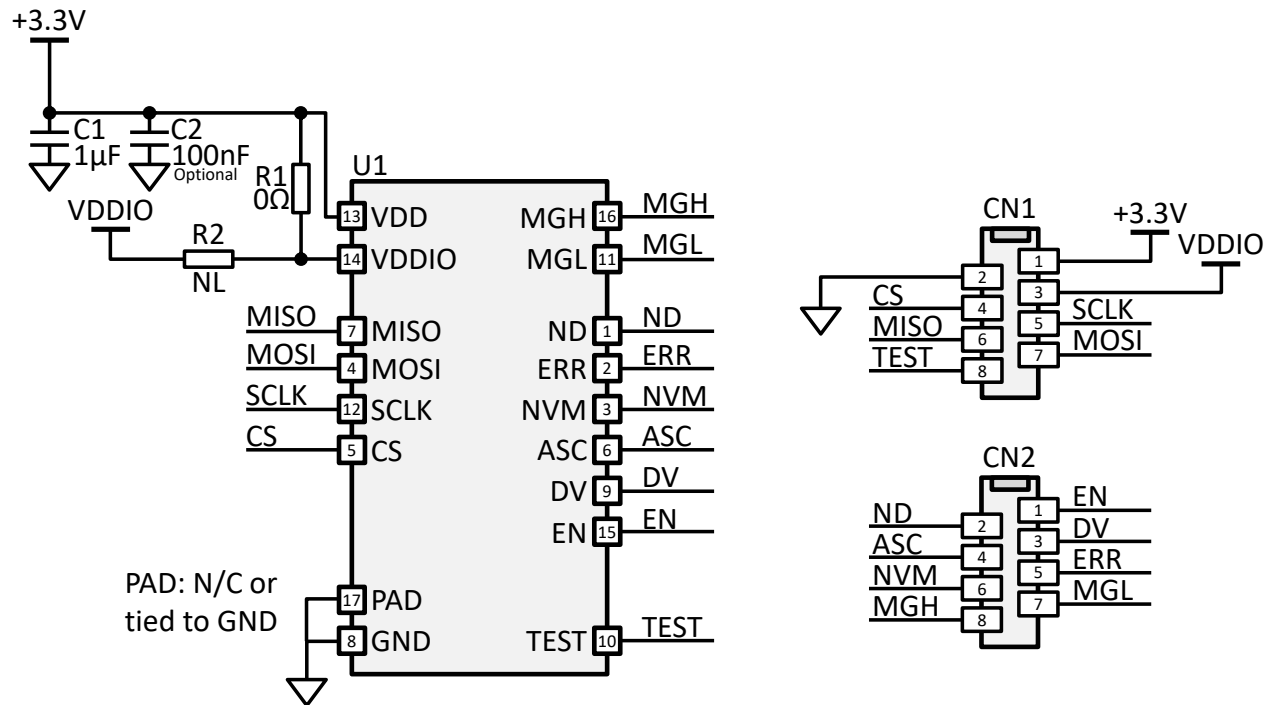 +3.3V
C1
1µF
C2
100nF
Optional
R1
0Ω
VDDIO
R2
NL
U1
13 VDD
14 VDDIO
MISO 7 MISO
MOSI 4 MOSI
SCLK 12 SCLK
CS 5 CS
17 PAD
8 GND
PAD: N/C or
tied to GND
MGH 16 MGH
MGL 11 MGL
ND 1 ND
ERR 2 ERR
NVM 3 NVM
ASC 6 ASC
DV 9 DV
EN 15 EN
TEST 10 TEST
CN1
+3.3V
VDDIO
1
2
3
CS 4
5 SCLK
MISO 6
7 MOSI
TEST 8
CN2
1 EN
ND 2
3 DV
ASC 4
5 ERR
NVM 6
7 MGL
MGH 8